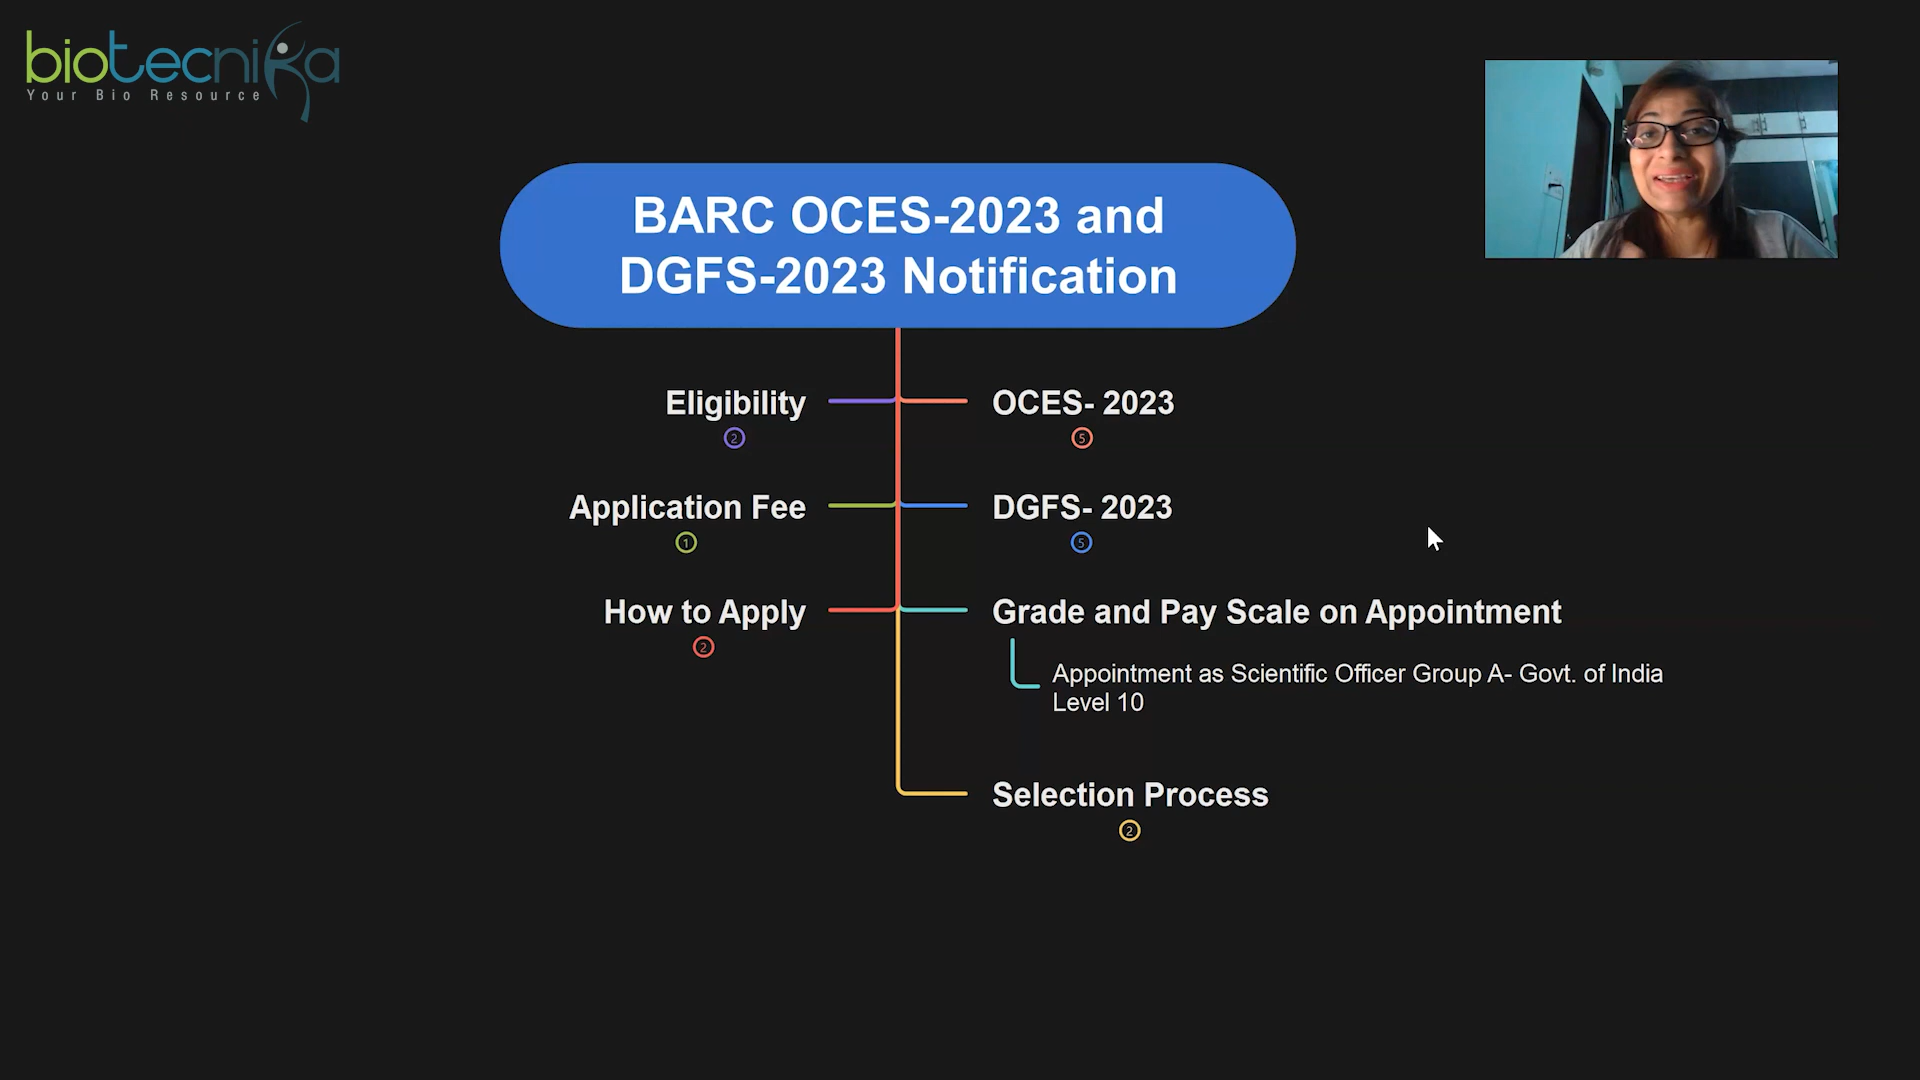 biotecnika
Your Bio Resource
BARC OCES-2023 and
DGFS-2023 Notification
Eligibility
2
Application Fee
1
How to Apply
2
OCES- 2023
5
DGFS- 2023
5
Grade and Pay Scale on Appointment
Appointment as Scientific Officer Group A- Govt. of India
Level 10
Selection Process
2